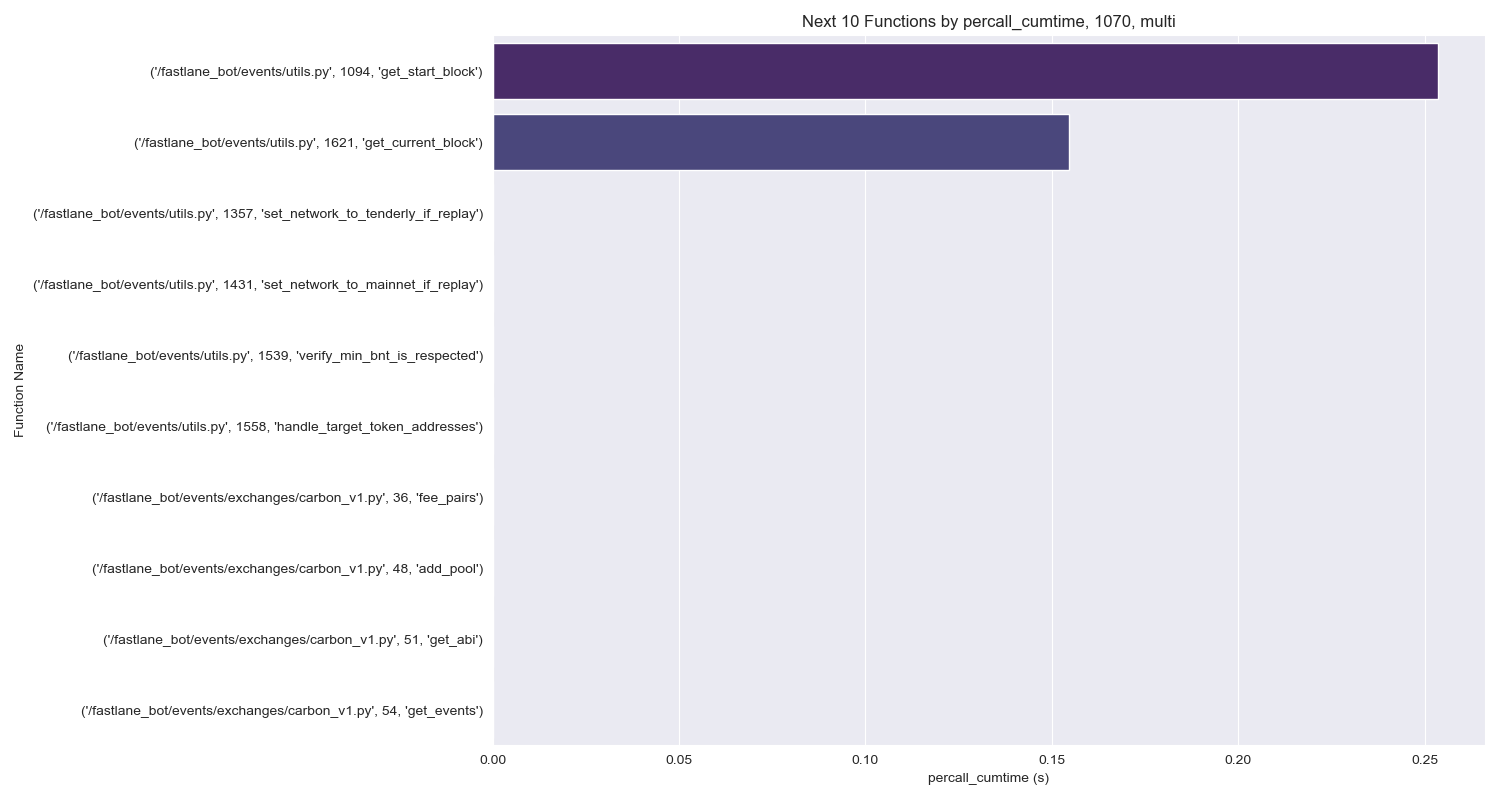 Next 10 Functions by percall_cumtime, 1070, multi
('/fastlane_bot/events/utils.py', 1094, 'get_start_block')
('/fastlane_bot/events/utils.py', 1621, 'get_current_block')
('/fastlane_bot/events/utils.py', 1357, 'set_network_to_tenderly_if_replay')
('/fastlane_bot/events/utils.py', 1431, 'set_network_to_mainnet_if_replay')
('/fastlane_bot/events/utils.py', 1539, 'verify_min_bnt_is_respected')
('/fastlane_bot/events/utils.py', 1558, 'handle_target_token_addresses')
('/fastlane_bot/events/exchanges/carbon_v1.py', 36, 'fee_pairs')
('/fastlane_bot/events/exchanges/carbon_v1.py', 48, 'add_pool')
('/fastlane_bot/events/exchanges/carbon_v1.py', 51, 'get_abi')
('/fastlane_bot/events/exchanges/carbon_v1.py', 54, 'get_events')
Function Name
0.00 0.05 0.10 0.15 0.20 0.25
percall_cumtime (s)